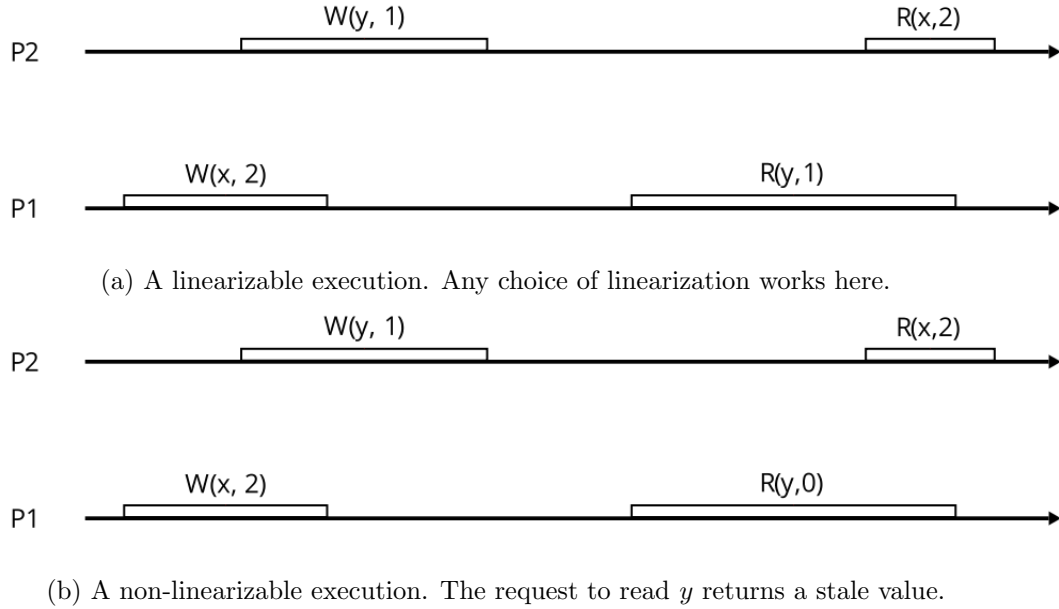 W(y, 1) R(x,2)
P2
W(x, 2) R(y,1)
P1
(a) A linearizable execution. Any choice of linearization works here.
W(y, 1) R(x,2)
P2
W(x, 2) R(y,0)
P1
(b) A non-linearizable execution. The request to read y returns a stale value.